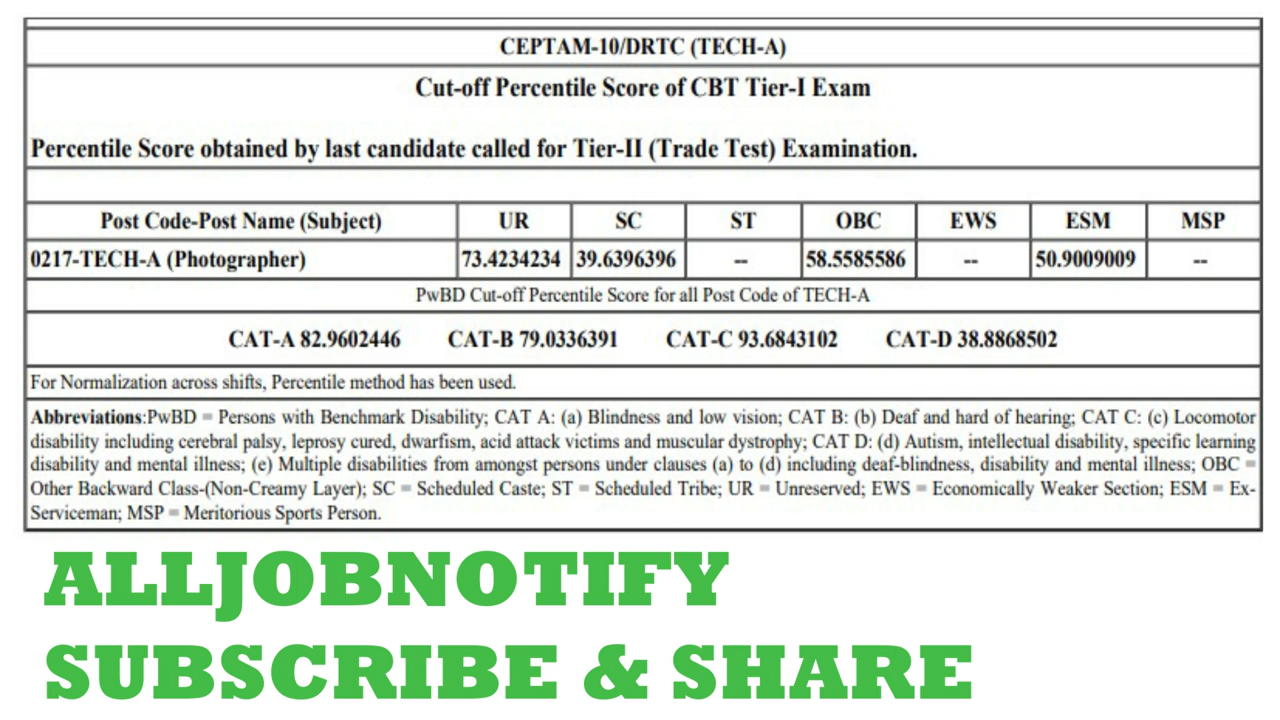 CEPTAM-10/DRTC (TECH-A)
Cut-off Percentile Score of CBT Tier-I Exam
Percentile Score obtained by last candidate called for Tier-II (Trade Test) Examination.
Post Code-Post Name (Subject) UR SC ST OBC EWS ESM MSP
0217-TECH-A (Photographer) 73.4234234 39.6396396 -- 58.5585586 -- 50.9009009 --
PwBD Cut-off Percentile Score for all Post Code of TECH-A
CAT-A 82.9602446 CAT-B 79.0336391 CAT-C 93.6843102 CAT-D 38.8868502
For Normalization across shifts, Percentile method has been used.
Abbreviations:PwBD = Persons with Benchmark Disability; CAT A: (a) Blindness and low vision; CAT B: (b) Deaf and hard of hearing; CAT C: (c) Locomotor
disability including cerebral palsy, leprosy cured, dwarfism, acid attack victims and muscular dystrophy; CAT D: (d) Autism, intellectual disability, specific learning
disability and mental illness; (e) Multiple disabilities from amongst persons under clauses (a) to (d) including deaf-blindness, disability and mental illness; OBC =
Other Backward Class-(Non-Creamy Layer); SC = Scheduled Caste; ST = Scheduled Tribe; UR = Unreserved; EWS = Economically Weaker Section; ESM = Ex-
Serviceman; MSP = Meritorious Sports Person.
ALLJOBNOTIFY
SUBSCRIBE & SHARE